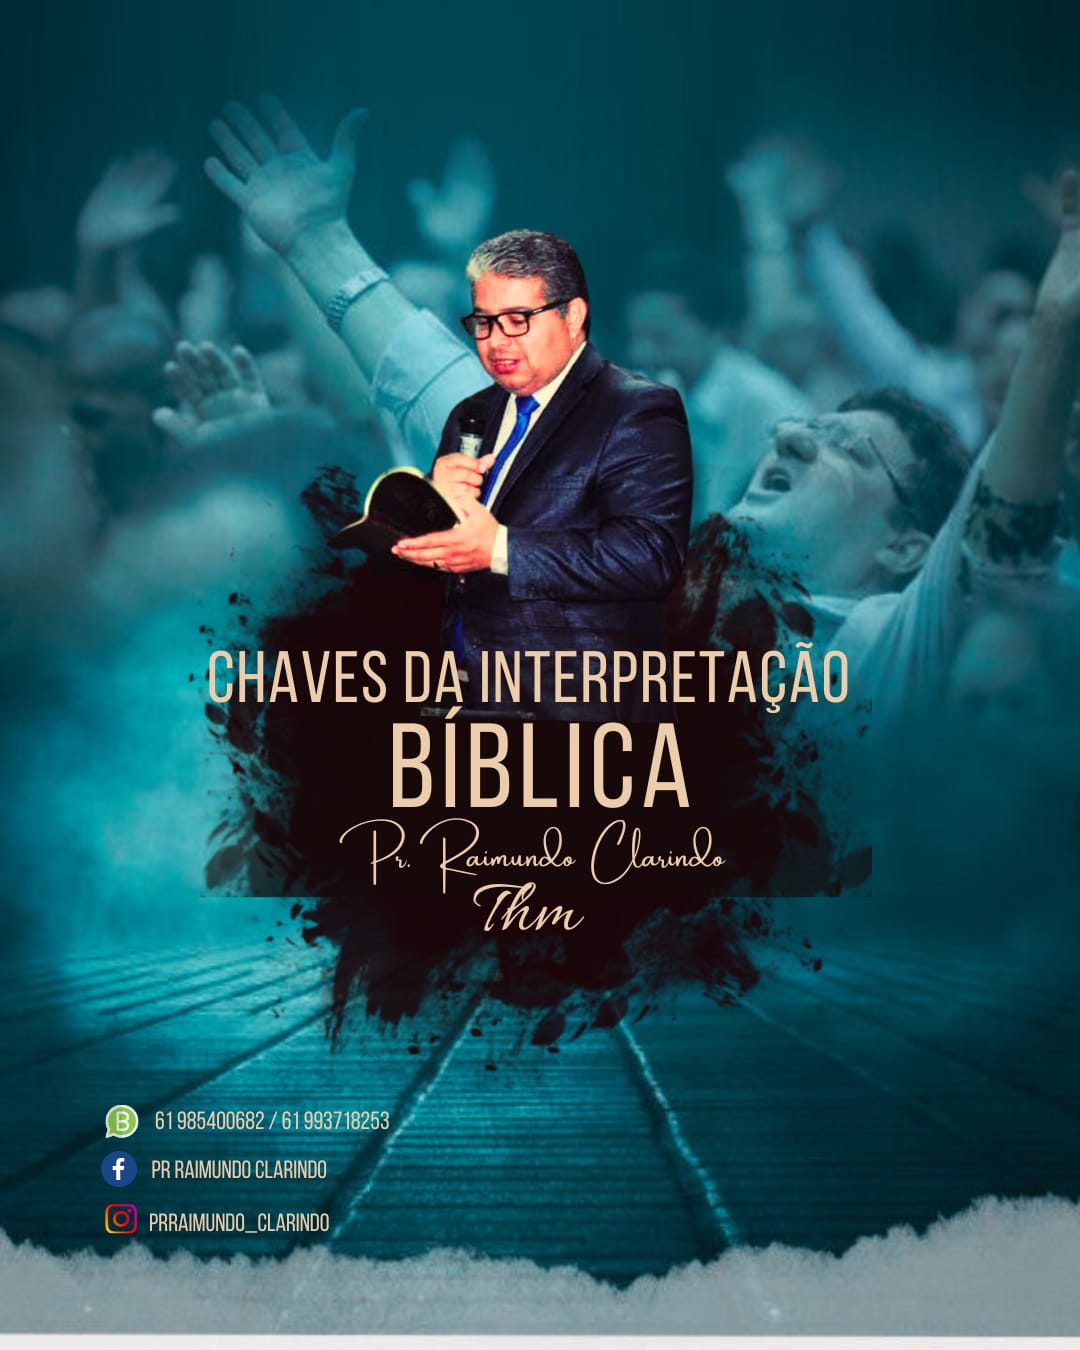 CHAVES DA INTERPRETAÇÃO
BÍBLICA
Pr. Raimundo Clarindo
Thm
61 985400682 / 61 993718253
PR RAIMUNDO CLARINDO
PRRAIMUNDO_CLARINDO